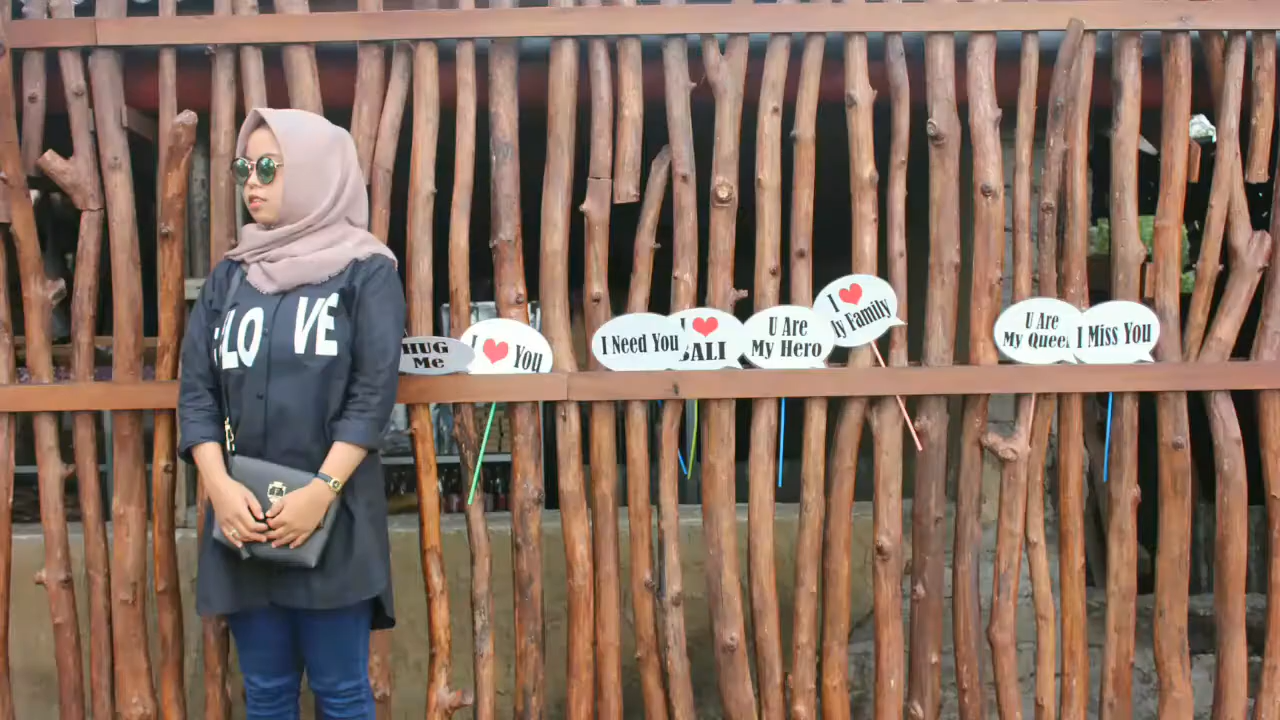 LO VE
HUG
Me
I ❤ You
I Need You
I ❤
BALI
U Are
My Hero
I ❤
My Family
U Are
My Queen
I Miss You